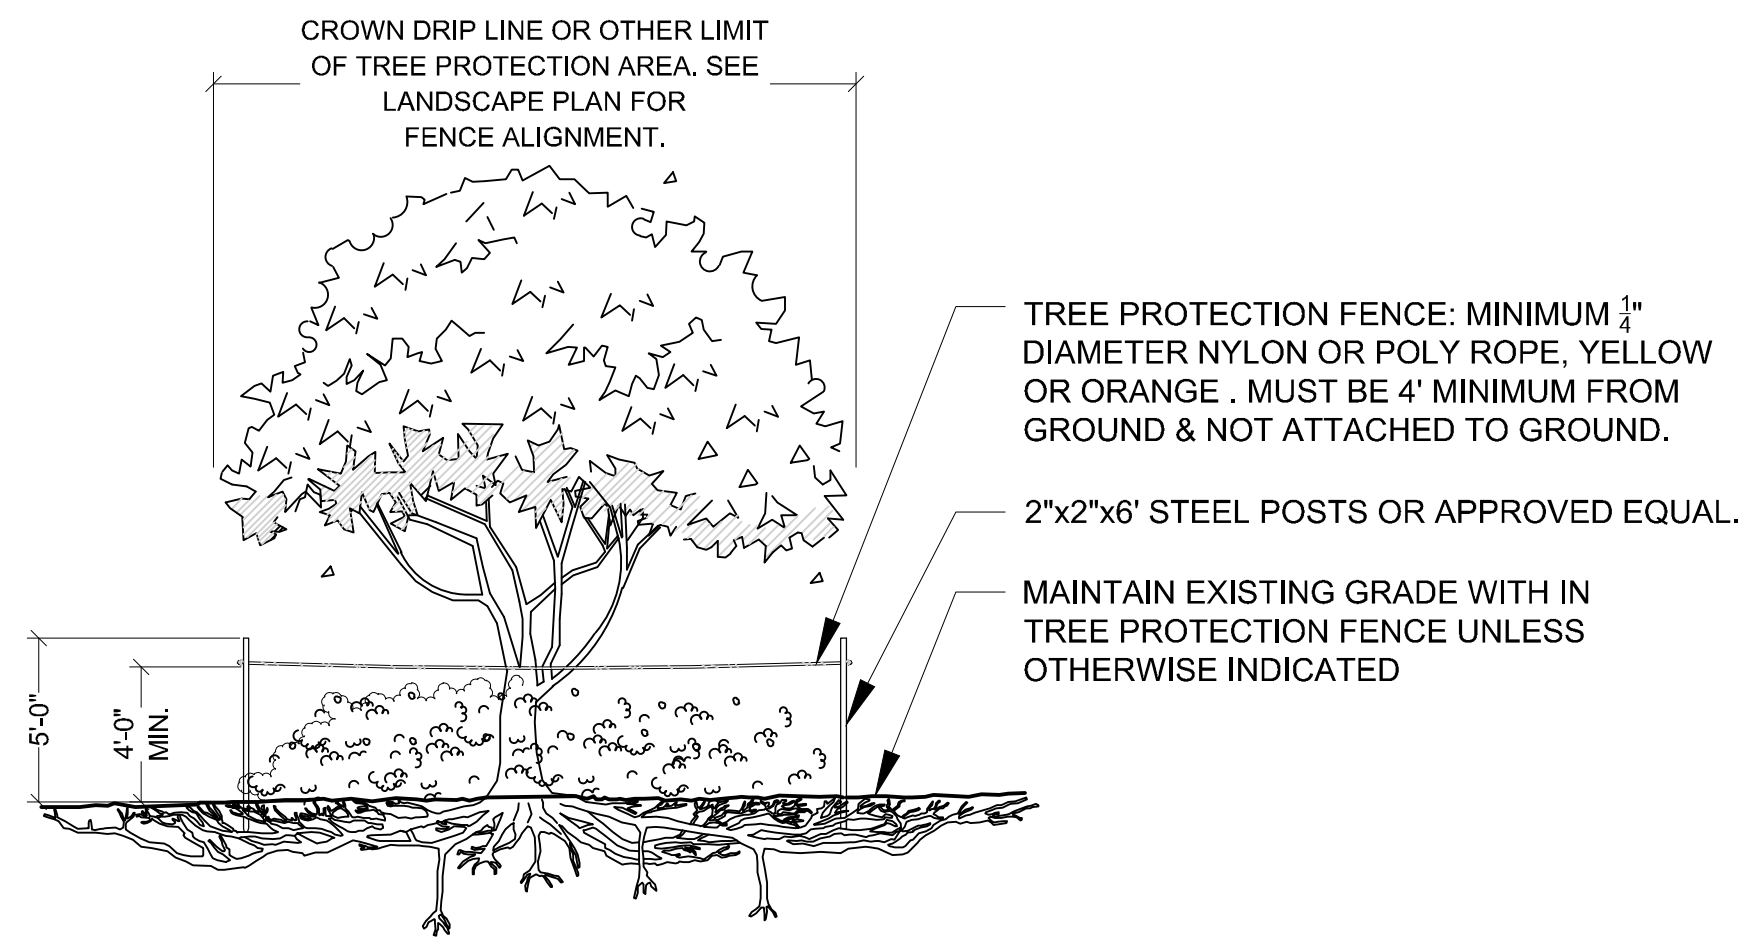 CROWN DRIP LINE OR OTHER LIMIT
OF TREE PROTECTION AREA. SEE
LANDSCAPE PLAN FOR
FENCE ALIGNMENT.
TREE PROTECTION FENCE: MINIMUM 1/4"
DIAMETER NYLON OR POLY ROPE, YELLOW
OR ORANGE . MUST BE 4' MINIMUM FROM
GROUND & NOT ATTACHED TO GROUND.
2"x2"x6' STEEL POSTS OR APPROVED EQUAL.
MAINTAIN EXISTING GRADE WITH IN
TREE PROTECTION FENCE UNLESS
OTHERWISE INDICATED
5'-0"
4'-0"
MIN.